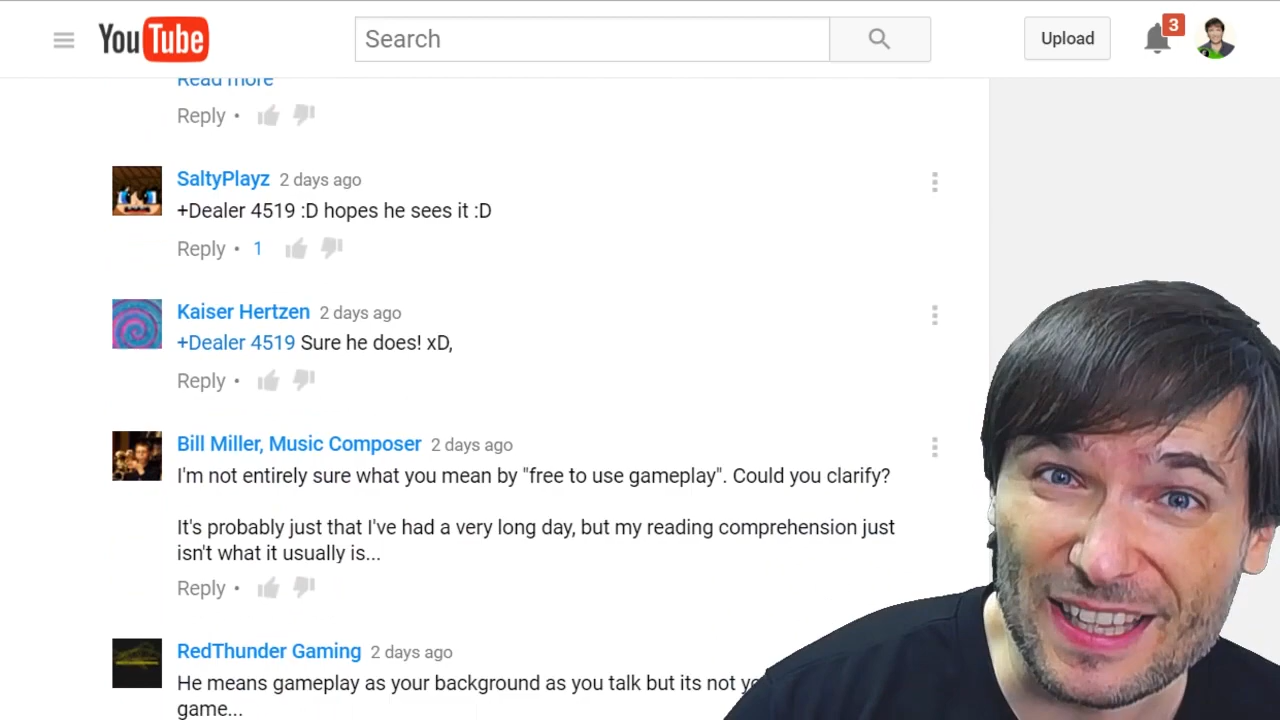 YouTube
Search
Upload
3
Read more
Reply •
SaltyPlayz 2 days ago
+Dealer 4519 :D hopes he sees it :D
Reply • 1
Kaiser Hertzen 2 days ago
+Dealer 4519 Sure he does! xD,
Reply •
Bill Miller, Music Composer 2 days ago
I'm not entirely sure what you mean by "free to use gameplay". Could you clarify?
It's probably just that I've had a very long day, but my reading comprehension just
isn't what it usually is...
Reply •
RedThunder Gaming 2 days ago
He means gameplay as your background as you talk but its not
game...